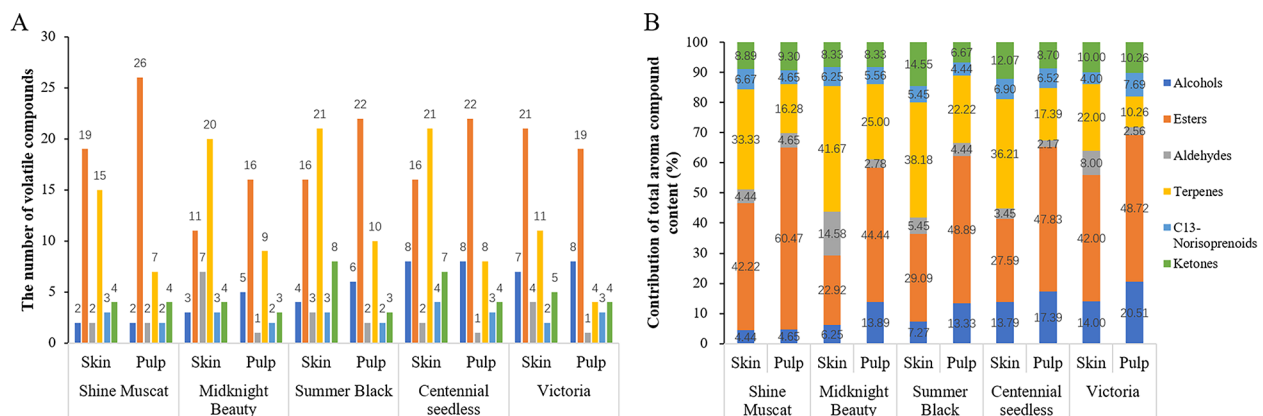 A
The number of volatile compounds
30
25
20
15
10
5
0
2 19 2 15 3 4
2 26 2 7 2 4
3 11 7 20 3 4
5 16 1 9 2 3
4 16 3 21 3 8
6 22 2 10 2 3
8 16 2 21 4 7
8 22 1 8 3 4
7 21 4 11 2 5
8 19 1 4 3 4
Skin Pulp Skin Pulp Skin Pulp Skin Pulp Skin Pulp
Shine Muscat Midknight Summer Black Centennial Victoria
Beauty seedless
B
Contribution of total aroma compound
content (%)
100
90
80
70
60
50
40
30
20
10
0
8.89 9.30 8.33 8.33 14.55 6.67 12.07 8.70 10.00 10.26
6.67 4.65 6.25 5.56 5.45 4.44 6.90 6.52 4.00 7.69
33.33 16.28 41.67 25.00 38.18 22.22 36.21 17.39 22.00 10.26
4.44 4.65 14.58 2.78 5.45 4.44 3.45 2.17 8.00 2.56
42.22 60.47 22.92 44.44 29.09 48.89 27.59 47.83 42.00 48.72
4.44 4.65 6.25 13.89 7.27 13.33 13.79 17.39 14.00 20.51
Skin Pulp Skin Pulp Skin Pulp Skin Pulp Skin Pulp
Shine Midknight Summer Centennial Victoria
Muscat Beauty Black seedless
Alcohols
Esters
Aldehydes
Terpenes
C13-
Norisoprenoids
Ketones